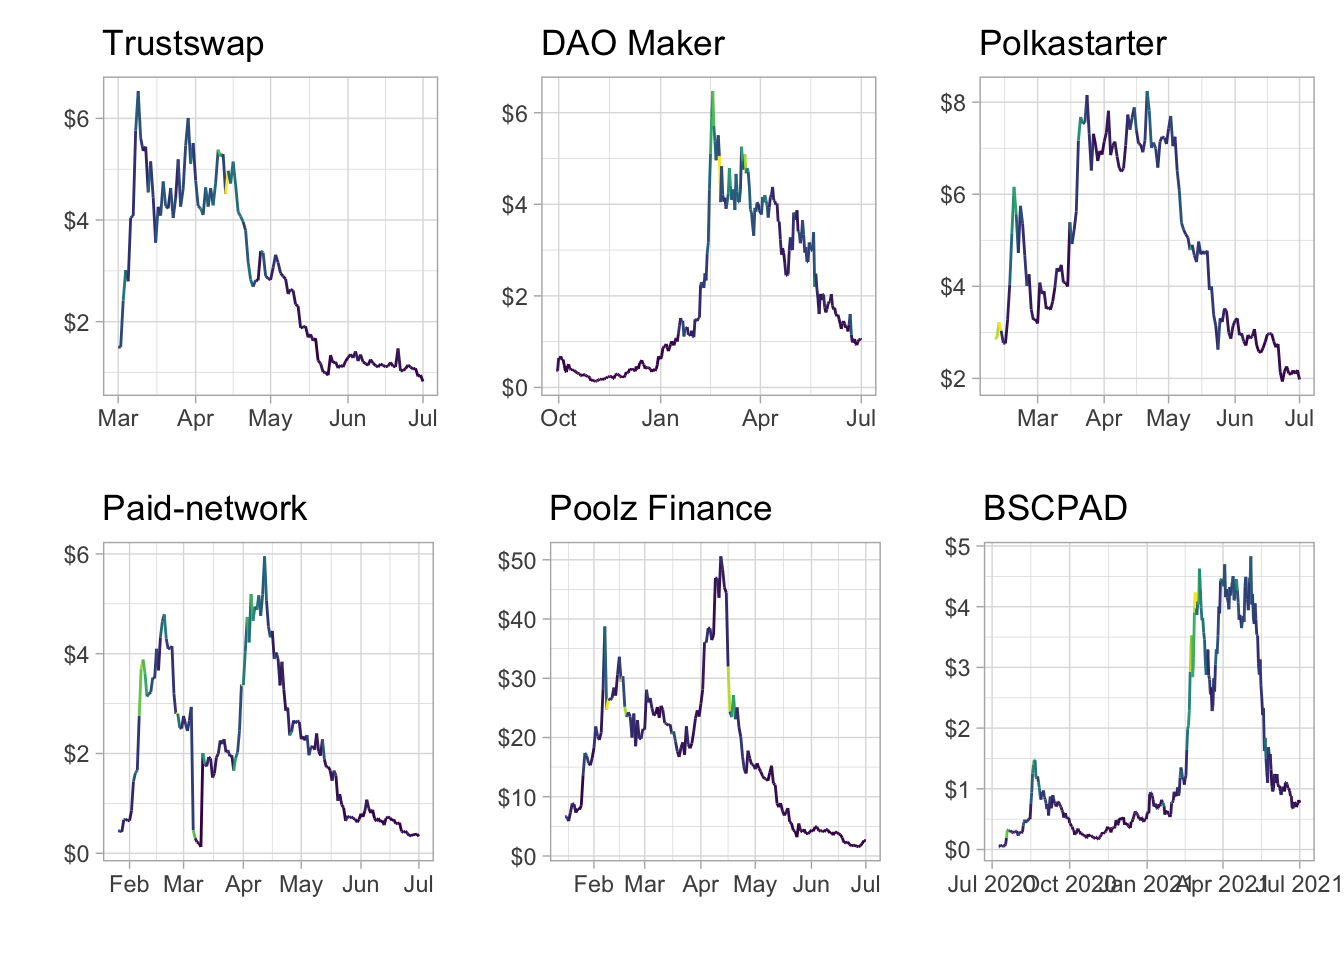 Trustswap
DAO Maker
Polkastarter
$6
$4
$2
Mar Apr May Jun Jul
$6
$4
$2
$0
Oct Jan Apr Jul
$8
$6
$4
$2
Mar Apr May Jun Jul
Paid-network
Poolz Finance
BSCPAD
$6
$4
$2
$0
Feb Mar Apr May Jun Jul
$50
$40
$30
$20
$10
$0
Feb Mar Apr May Jun Jul
$5
$4
$3
$2
$1
$0
Jul 2020 Oct 2020 Jan 2021 Apr 2021 Jul 2021